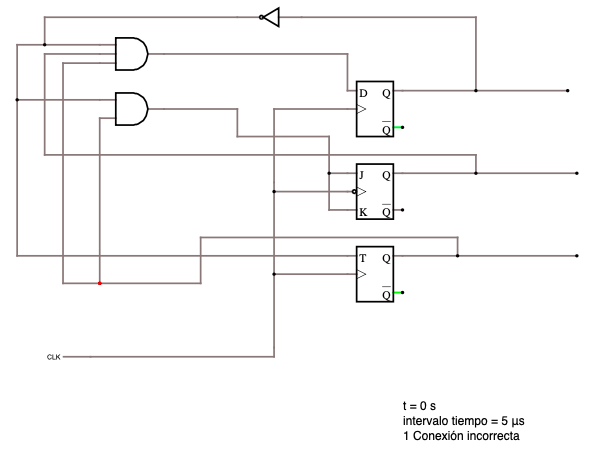 D Q
Q
J Q
K Q
T Q
Q
CLK
t = 0 s
intervalo tiempo = 5 µs
1 Conexión incorrecta